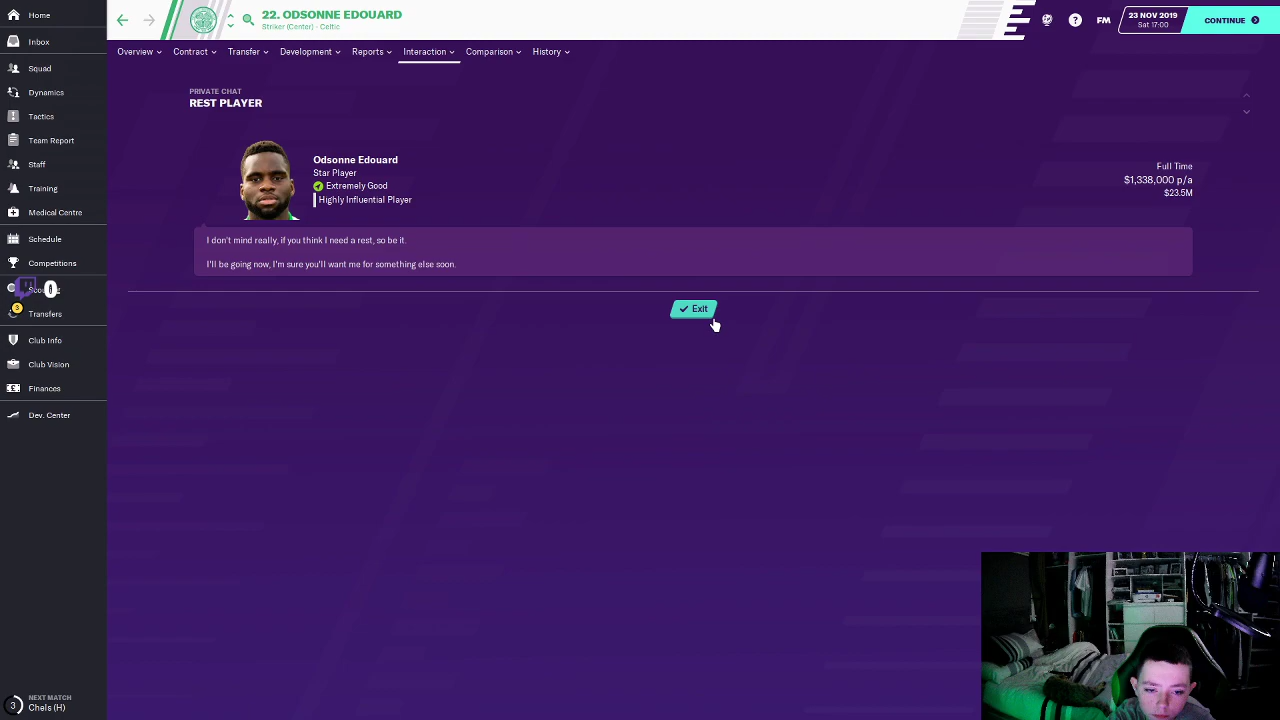 22. ODSONNE EDOUARD
Striker (Center) - Celtic
FM
23 NOV 2019
Sat 17:00
CONTINUE
Overview
Contract
Transfer
Development
Reports
Interaction
Comparison
History
Home
Inbox
Squad
Dynamics
Tactics
Team Report
Staff
Training
Medical Centre
Schedule
Competitions
0
3
Transfers
Club Info
Club Vision
Finances
Dev. Center
3
NEXT MATCH
Chels (H)
PRIVATE CHAT
REST PLAYER
Odsonne Edouard
Star Player
Extremely Good
Highly Influential Player
Full Time
$1,338,000 p/a
$23.5M
I don't mind really, if you think I need a rest, so be it.
I'll be going now, I'm sure you'll want me for something else soon.
Exit